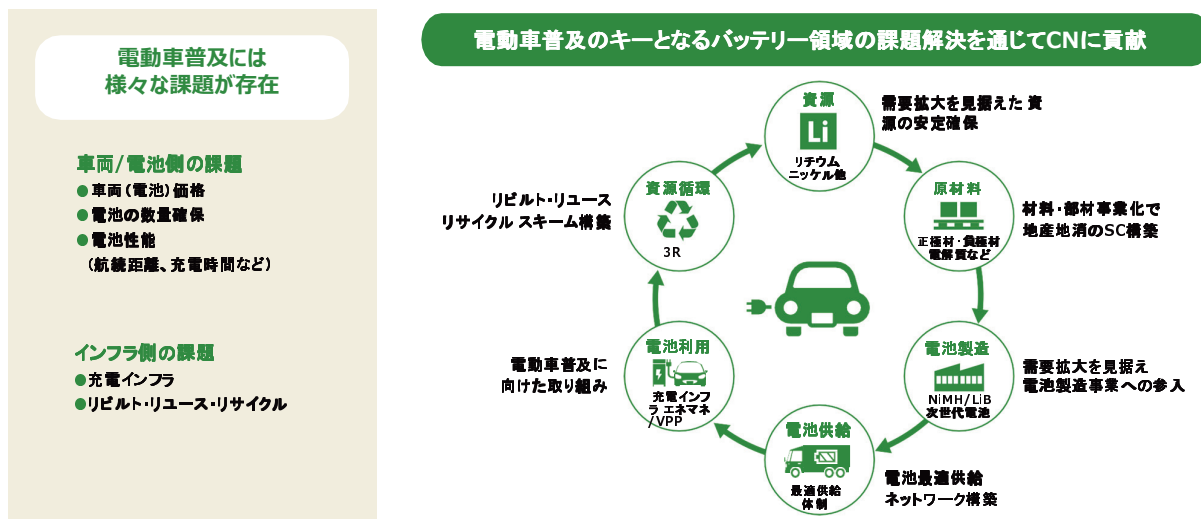 電動車普及には
様々な課題が存在
車両/電池側の課題
●車両(電池)価格
●電池の数量確保
●電池性能
(航続距離、充電時間など)
インフラ側の課題
●充電インフラ
●リビルト・リユース・リサイクル
電動車普及のキーとなるバッテリー領域の課題解決を通じてCNに貢献
資源
Li
リチウム
ニッケル他
需要拡大を見据えた 資
源の安定確保
原材料
正極材・負極材
電解質など
材料・部材事業化で
地産地消のSC構築
電池製造
NiMH/LiB
次世代電池
需要拡大を見据え
電池製造事業への参入
電池供給
最適供給
体制
電池最適供給
ネットワーク構築
電池利用
充電インフ
ラ エネマネ
/VPP
電動車普及に
向けた取り組み
資源循環
3R
リビルト・リユース
リサイクル スキーム構築